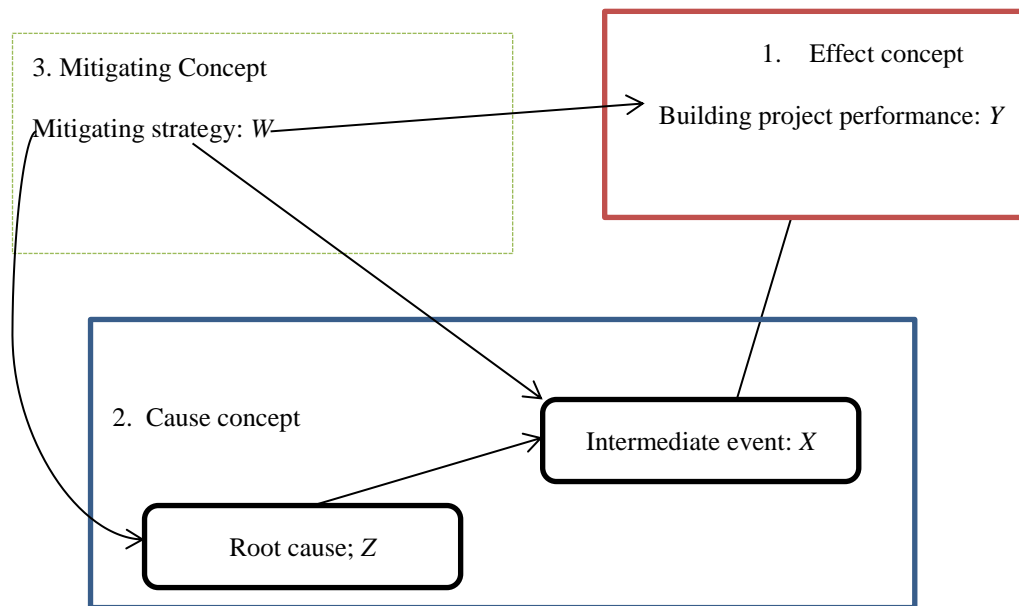 3. Mitigating Concept
Mitigating strategy: W
1. Effect concept
Building project performance: Y
2. Cause concept
Intermediate event: X
Root cause; Z